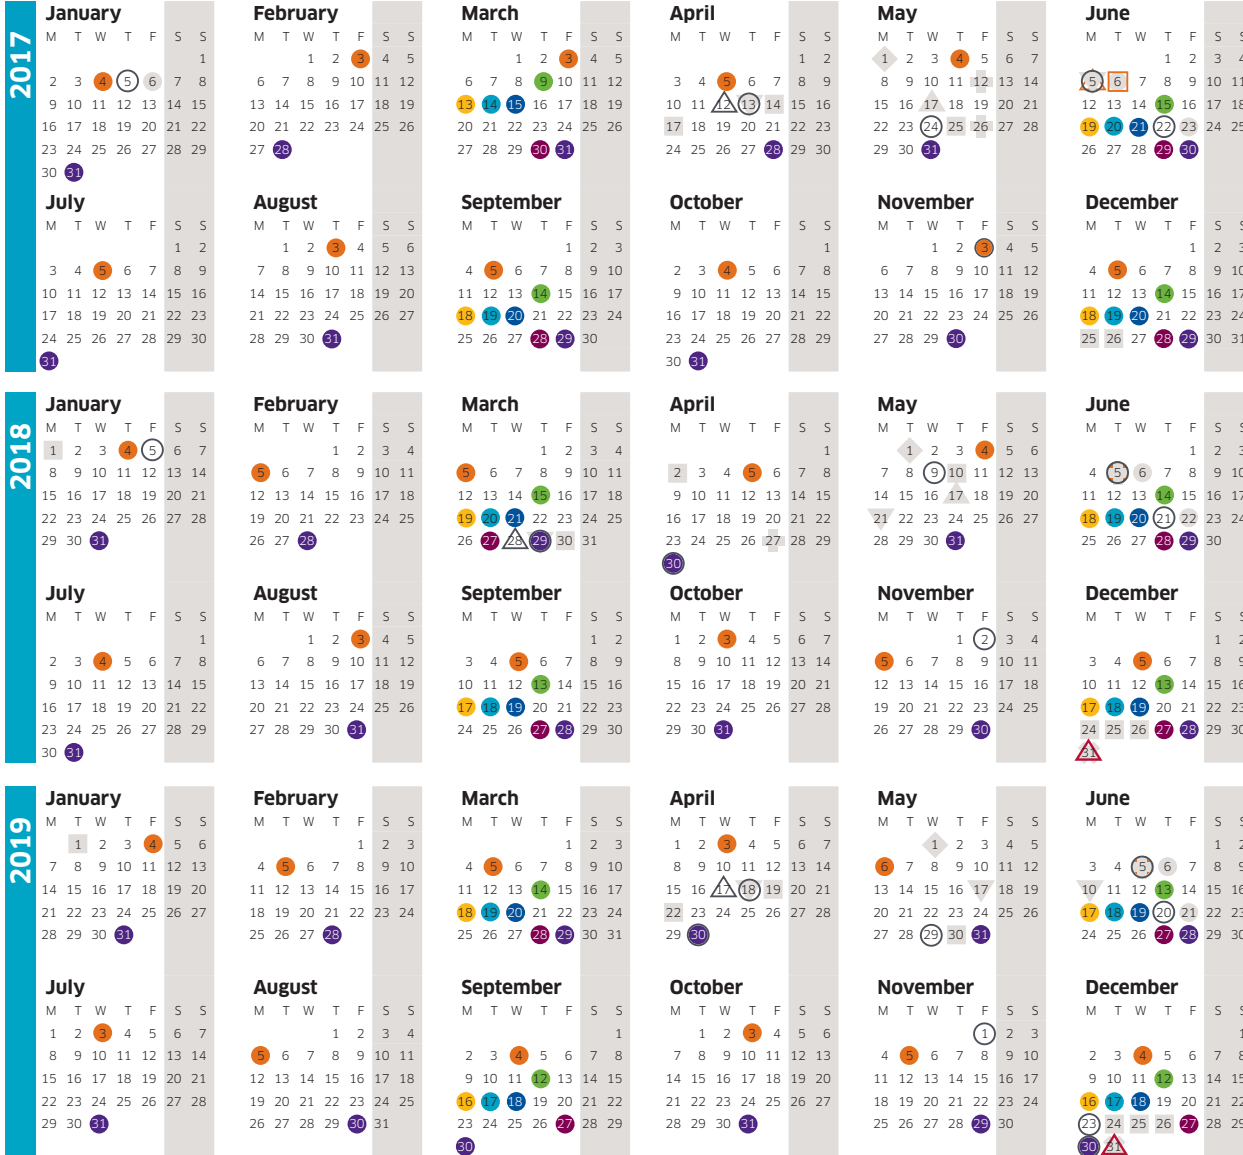 2017
January
M T W T F S S
1
2 3 4 5 6 7 8
9 10 11 12 13 14 15
16 17 18 19 20 21 22
23 24 25 26 27 28 29
30 31
February
M T W T F S S
1 2 3 4 5
6 7 8 9 10 11 12
13 14 15 16 17 18 19
20 21 22 23 24 25 26
27 28
March
M T W T F S S
1 2 3 4 5
6 7 8 9 10 11 12
13 14 15 16 17 18 19
20 21 22 23 24 25 26
27 28 29 30 31
April
M T W T F S S
1 2
3 4 5 6 7 8 9
10 11 12 13 14 15 16
17 18 19 20 21 22 23
24 25 26 27 28 29 30
May
M T W T F S S
1 2 3 4 5 6 7
8 9 10 11 12 13 14
15 16 17 18 19 20 21
22 23 24 25 26 27 28
29 30 31
June
M T W T F S S
1 2 3 4
5 6 7 8 9 10 11
12 13 14 15 16 17 18
19 20 21 22 23 24 25
26 27 28 29 30
July
M T W T F S S
1 2
3 4 5 6 7 8 9
10 11 12 13 14 15 16
17 18 19 20 21 22 23
24 25 26 27 28 29 30
31
August
M T W T F S S
1 2 3 4 5 6
7 8 9 10 11 12 13
14 15 16 17 18 19 20
21 22 23 24 25 26 27
28 29 30 31
September
M T W T F S S
1 2 3
4 5 6 7 8 9 10
11 12 13 14 15 16 17
18 19 20 21 22 23 24
25 26 27 28 29 30
October
M T W T F S S
1
2 3 4 5 6 7 8
9 10 11 12 13 14 15
16 17 18 19 20 21 22
23 24 25 26 27 28 29
30 31
November
M T W T F S S
1 2 3 4 5
6 7 8 9 10 11 12
13 14 15 16 17 18 19
20 21 22 23 24 25 26
27 28 29 30
December
M T W T F S S
1 2 3
4 5 6 7 8 9 10
11 12 13 14 15 16 17
18 19 20 21 22 23 24
25 26 27 28 29 30 31
2018
January
M T W T F S S
1 2 3 4 5 6 7
8 9 10 11 12 13 14
15 16 17 18 19 20 21
22 23 24 25 26 27 28
29 30 31
February
M T W T F S S
1 2 3 4
5 6 7 8 9 10 11
12 13 14 15 16 17 18
19 20 21 22 23 24 25
26 27 28
March
M T W T F S S
1 2 3 4
5 6 7 8 9 10 11
12 13 14 15 16 17 18
19 20 21 22 23 24 25
26 27 28 29 30 31
April
M T W T F S S
1
2 3 4 5 6 7 8
9 10 11 12 13 14 15
16 17 18 19 20 21 22
23 24 25 26 27 28 29
30
May
M T W T F S S
1 2 3 4 5 6
7 8 9 10 11 12 13
14 15 16 17 18 19 20
21 22 23 24 25 26 27
28 29 30 31
June
M T W T F S S
1 2 3
4 5 6 7 8 9 10
11 12 13 14 15 16 17
18 19 20 21 22 23 24
25 26 27 28 29 30
July
M T W T F S S
1
2 3 4 5 6 7 8
9 10 11 12 13 14 15
16 17 18 19 20 21 22
23 24 25 26 27 28 29
30 31
August
M T W T F S S
1 2 3 4 5
6 7 8 9 10 11 12
13 14 15 16 17 18 19
20 21 22 23 24 25 26
27 28 29 30 31
September
M T W T F S S
1 2
3 4 5 6 7 8 9
10 11 12 13 14 15 16
17 18 19 20 21 22 23
24 25 26 27 28 29 30
October
M T W T F S S
1 2 3 4 5 6 7
8 9 10 11 12 13 14
15 16 17 18 19 20 21
22 23 24 25 26 27 28
29 30 31
November
M T W T F S S
1 2 3 4
5 6 7 8 9 10 11
12 13 14 15 16 17 18
19 20 21 22 23 24 25
26 27 28 29 30
December
M T W T F S S
1 2
3 4 5 6 7 8 9
10 11 12 13 14 15 16
17 18 19 20 21 22 23
24 25 26 27 28 29 30
31
2019
January
M T W T F S S
1 2 3 4 5 6
7 8 9 10 11 12 13
14 15 16 17 18 19 20
21 22 23 24 25 26 27
28 29 30 31
February
M T W T F S S
1 2 3
4 5 6 7 8 9 10
11 12 13 14 15 16 17
18 19 20 21 22 23 24
25 26 27 28
March
M T W T F S S
1 2 3
4 5 6 7 8 9 10
11 12 13 14 15 16 17
18 19 20 21 22 23 24
25 26 27 28 29 30 31
April
M T W T F S S
1 2 3 4 5 6 7
8 9 10 11 12 13 14
15 16 17 18 19 20 21
22 23 24 25 26 27 28
29 30
May
M T W T F S S
1 2 3 4 5
6 7 8 9 10 11 12
13 14 15 16 17 18 19
20 21 22 23 24 25 26
27 28 29 30 31
June
M T W T F S S
1 2
3 4 5 6 7 8 9
10 11 12 13 14 15 16
17 18 19 20 21 22 23
24 25 26 27 28 29 30
July
M T W T F S S
1 2 3 4 5 6 7
8 9 10 11 12 13 14
15 16 17 18 19 20 21
22 23 24 25 26 27 28
29 30 31
August
M T W T F S S
1 2 3 4
5 6 7 8 9 10 11
12 13 14 15 16 17 18
19 20 21 22 23 24 25
26 27 28 29 30 31
September
M T W T F S S
1
2 3 4 5 6 7 8
9 10 11 12 13 14 15
16 17 18 19 20 21 22
23 24 25 26 27 28 29
30
October
M T W T F S S
1 2 3 4 5 6
7 8 9 10 11 12 13
14 15 16 17 18 19 20
21 22 23 24 25 26 27
28 29 30 31
November
M T W T F S S
1 2 3
4 5 6 7 8 9 10
11 12 13 14 15 16 17
18 19 20 21 22 23 24
25 26 27 28 29 30
December
M T W T F S S
1
2 3 4 5 6 7 8
9 10 11 12 13 14 15
16 17 18 19 20 21 22
23 24 25 26 27 28 29
30 31